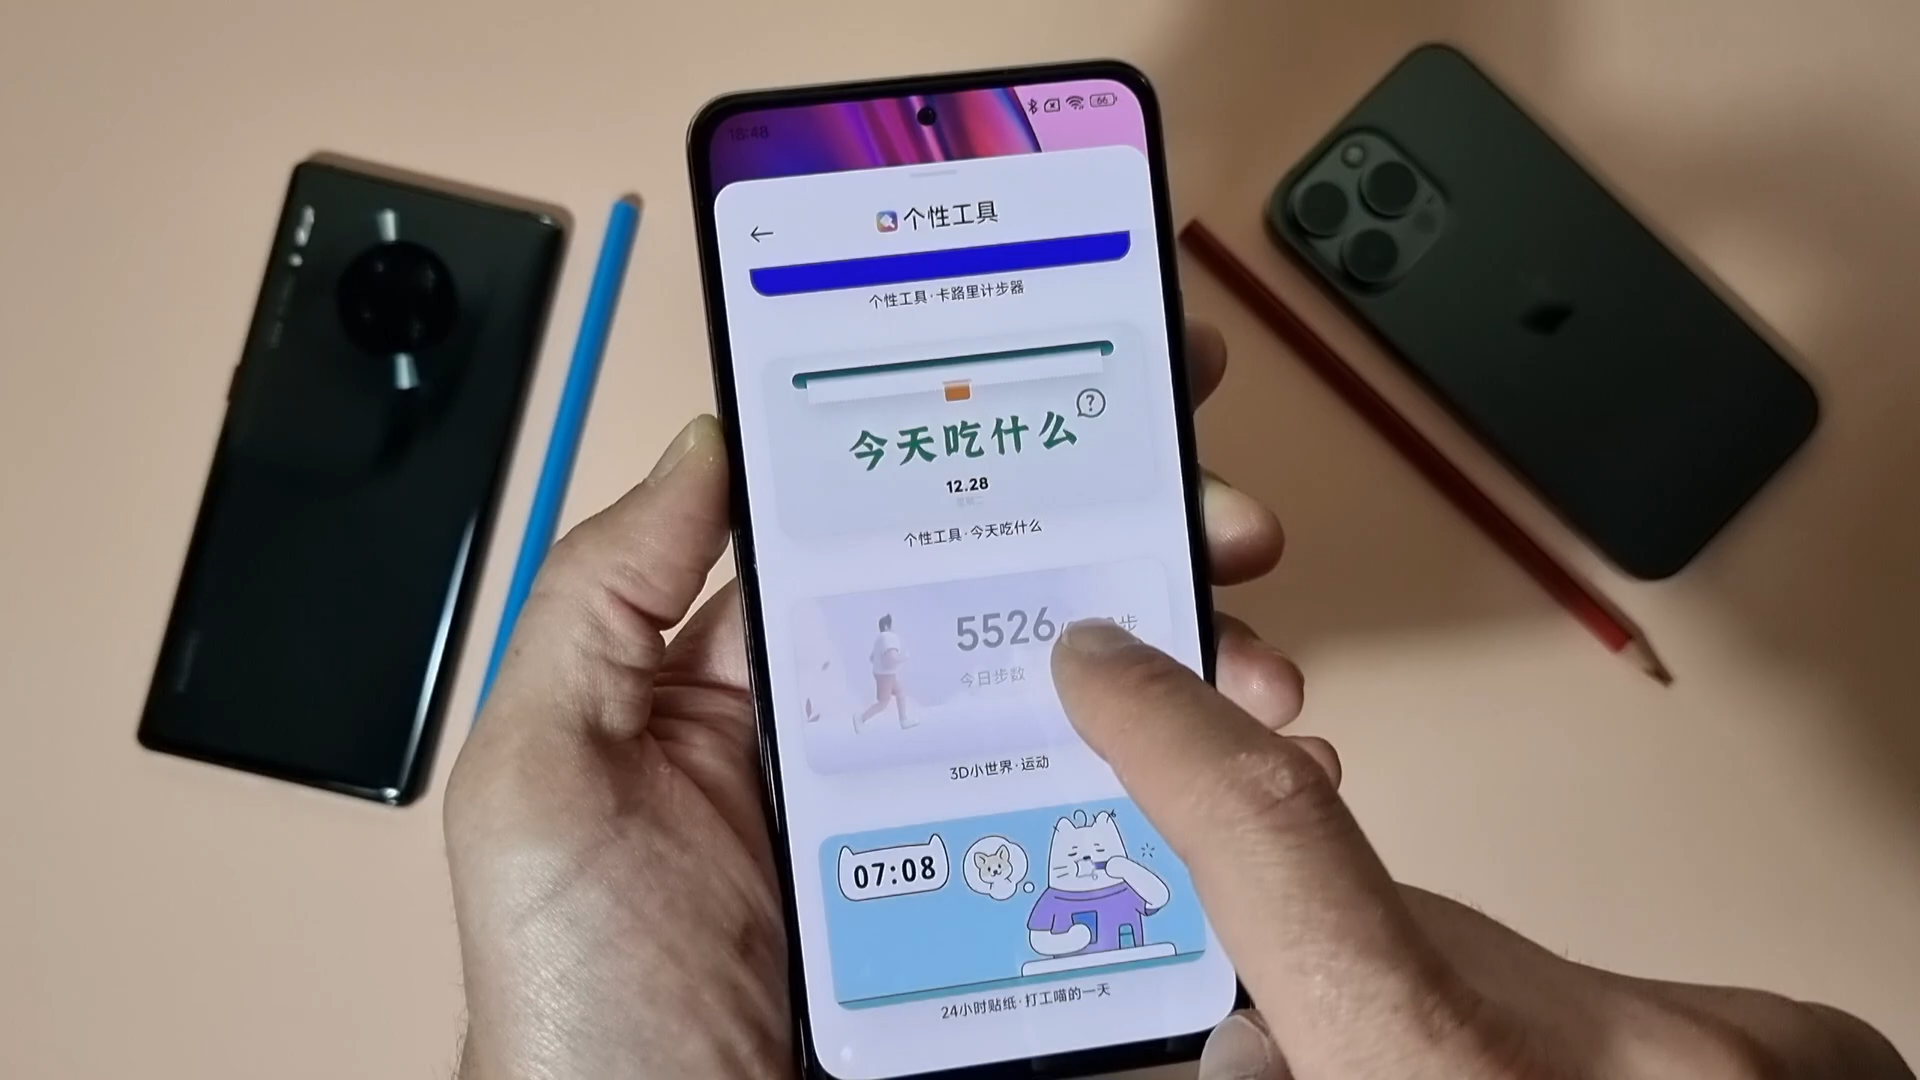 18:48
66
个性工具
个性工具·卡路里计步器
?
今天吃什么
12.28
个性工具·今天吃什么
5526
步
今日步数
3D小世界·运动
07:08
24小时贴纸·打工喵的一天